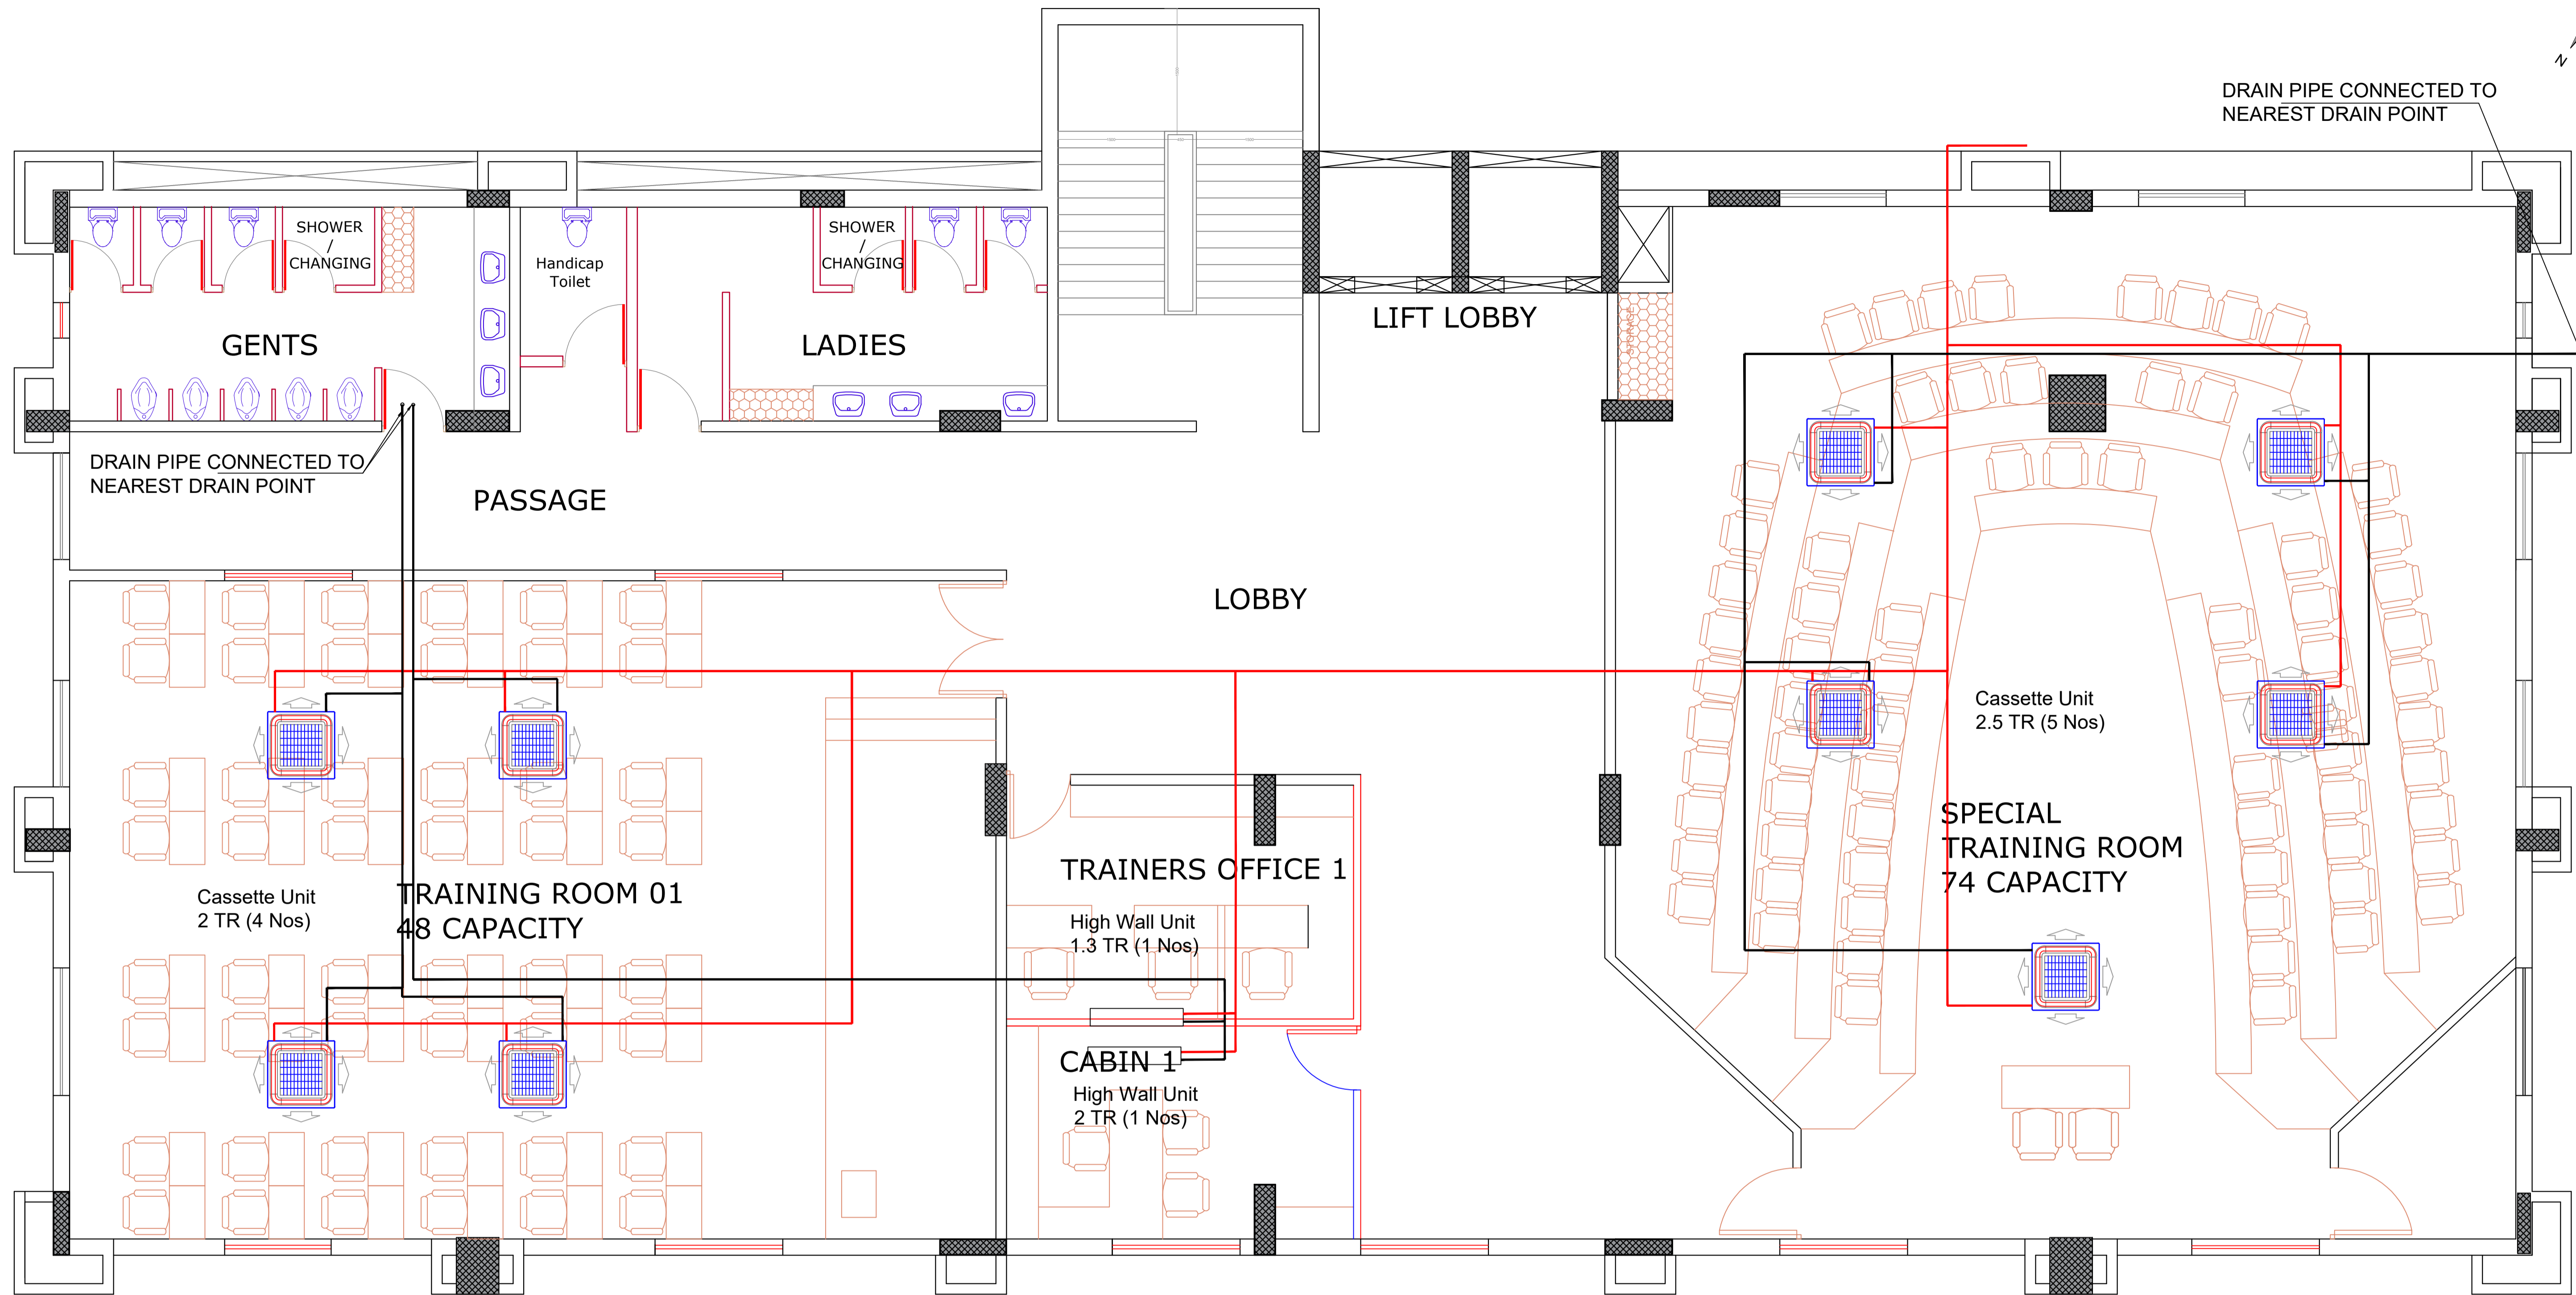 N
DRAIN PIPE CONNECTED TO
NEAREST DRAIN POINT
SHOWER
/
CHANGING
Handicap
Toilet
SHOWER
/
CHANGING
GENTS
LADIES
LIFT LOBBY
STORAGE
DRAIN PIPE CONNECTED TO
NEAREST DRAIN POINT
PASSAGE
LOBBY
Cassette Unit
2.5 TR (5 Nos)
SPECIAL
TRAINING ROOM
74 CAPACITY
TRAINERS OFFICE 1
Cassette Unit
2 TR (4 Nos)
TRAINING ROOM 01
48 CAPACITY
High Wall Unit
1.3 TR (1 Nos)
CABIN 1
High Wall Unit
2 TR (1 Nos)